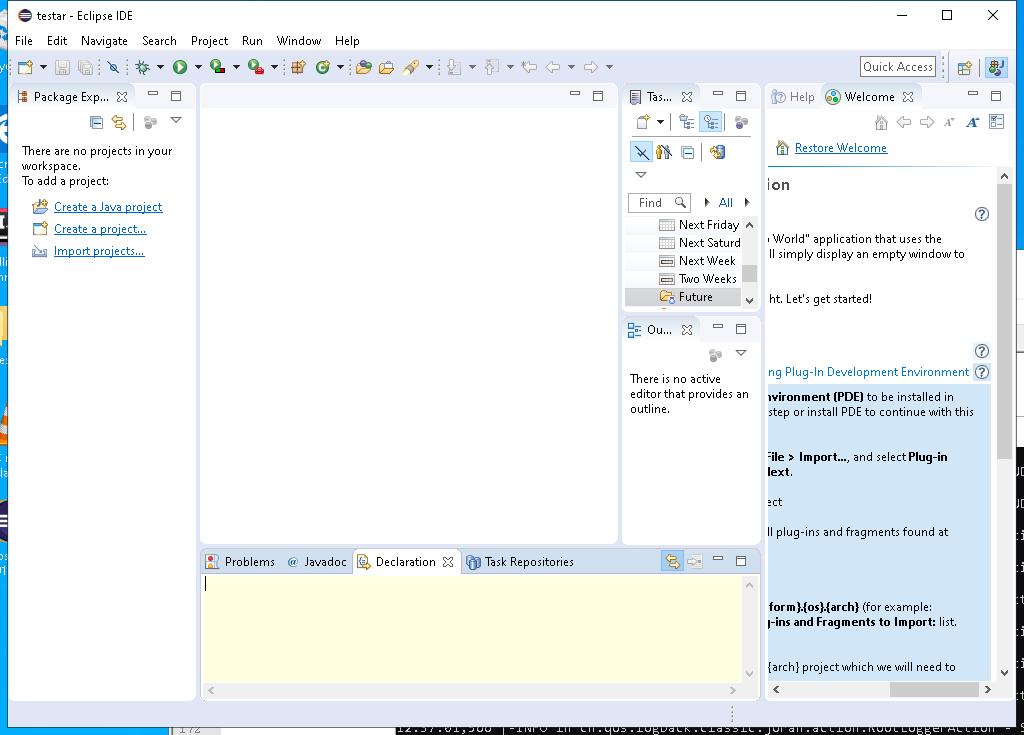 testar - Eclipse IDE
File Edit Navigate Search Project Run Window Help
Quick Access
Package Exp...
There are no projects in your
workspace.
To add a project:
Create a Java project
Create a project...
Import projects...
Tas...
Find
All
Next Friday
Next Saturd
Next Week
Two Weeks
Future
Ou...
There is no active
editor that provides an
outline.
Help Welcome
Restore Welcome
ion
World" application that uses the
ll simply display an empty window to
ht. Let's get started!
ng Plug-In Development Environment
nvironment (PDE) to be installed in
step or install PDE to continue with this
File > Import..., and select Plug-in
Next.
ect
ll plug-ins and fragments found at
form}.{os}.{arch} (for example:
g-ins and Fragments to Import: list.
{arch} project which we will need to
Problems @ Javadoc Declaration Task Repositories
172
12:57:01,568 |-INFO in ch.qos.logback.classic.joran.action.RootLoggerAction - s